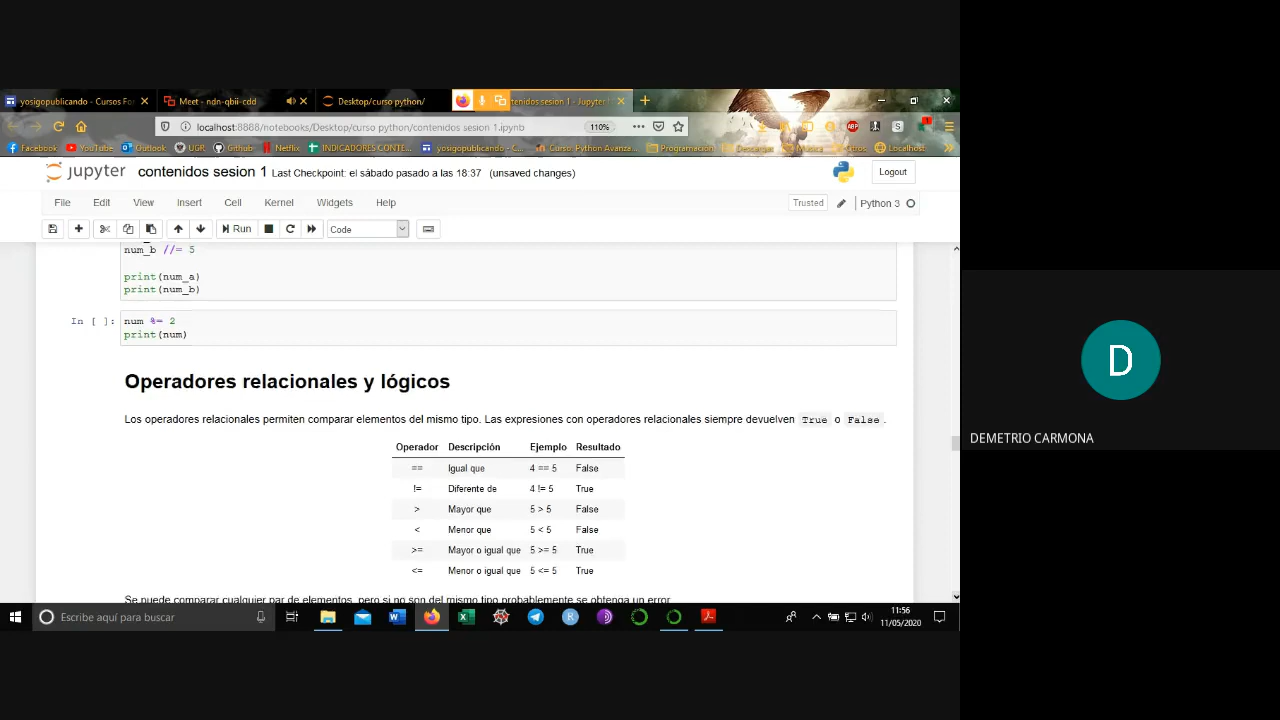 yosigopublicando - Cursos For
Meet - ndn-qbii-cdd
Desktop/curso python/
contenidos sesion 1 - Jupyter
localhost:8888/notebooks/Desktop/curso python/contenidos sesion 1.ipynb
110%
Facebook
YouTube
Outlook
UGR
Github
Netflix
INDICADORES CONTE...
yosigopublicando - C...
Curso: Python Avanza...
Programación
Descargas
Música
Otros
Localhost
ABP
S
1
jupyter
contenidos sesion 1 Last Checkpoint: el sábado pasado a las 18:37 (unsaved changes)
Logout
File Edit View Insert Cell Kernel Widgets Help
Trusted
Python 3
Run
Code
num_b //= 5
print(num_a)
print(num_b)
In [ ]: num %= 2
print(num)
Operadores relacionales y lógicos
Los operadores relacionales permiten comparar elementos del mismo tipo. Las expresiones con operadores relacionales siempre devuelven True o False.
Operador Descripción Ejemplo Resultado
== Igual que 4 == 5 False
!= Diferente de 4 != 5 True
> Mayor que 5 > 5 False
< Menor que 5 < 5 False
>= Mayor o igual que 5 >= 5 True
<= Menor o igual que 5 <= 5 True
Se puede comparar cualquier par de elementos, pero si no son del mismo tipo probablemente se obtenga un error
Escribe aquí para buscar
11:56
11/05/2020
D
DEMETRIO CARMONA